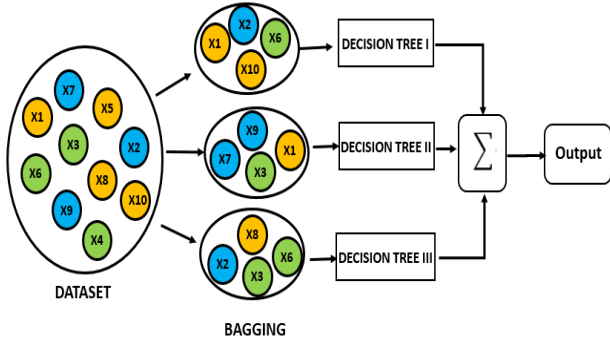 X7
X1
X5
X3
X2
X6
X8
X10
X9
X4
DATASET
X2
X1
X6
X10
X9
X7
X1
X3
X8
X2
X6
X3
BAGGING
DECISION TREE I
DECISION TREE II
DECISION TREE III
Σ
Output